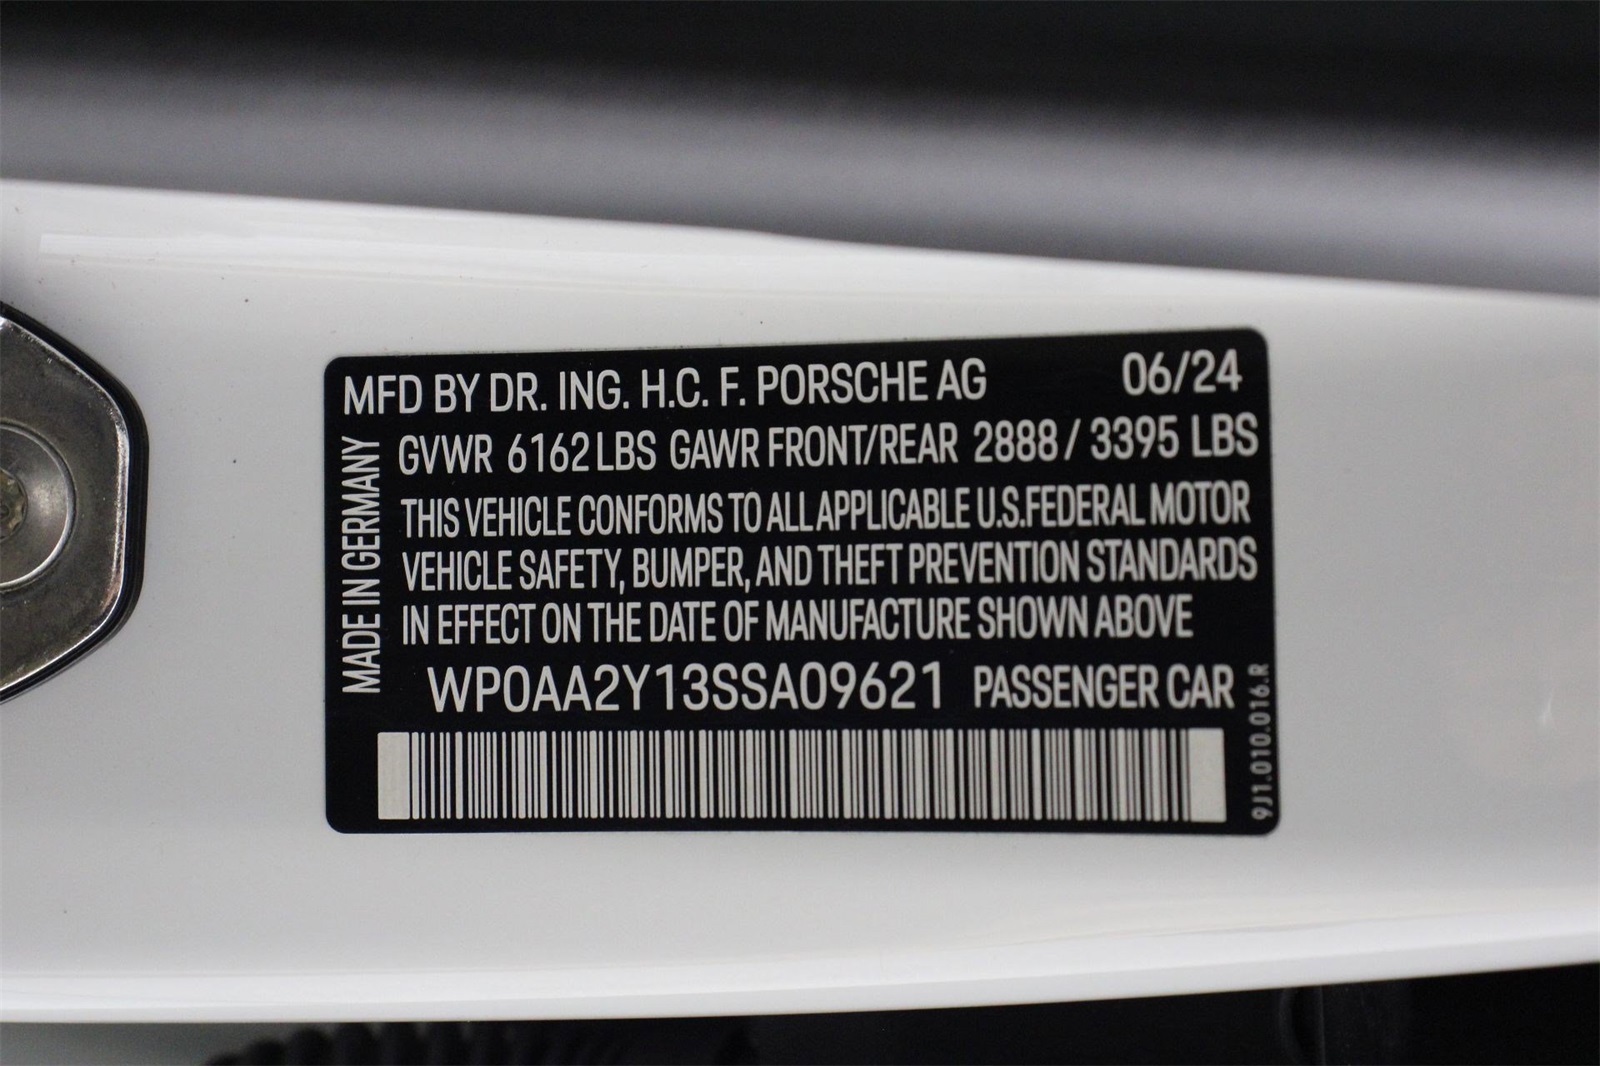 MFD BY DR. ING. H.C. F. PORSCHE AG 06/24
GVWR 6162 LBS GAWR FRONT/REAR 2888 / 3395 LBS
THIS VEHICLE CONFORMS TO ALL APPLICABLE U.S.FEDERAL MOTOR
VEHICLE SAFETY, BUMPER, AND THEFT PREVENTION STANDARDS
IN EFFECT ON THE DATE OF MANUFACTURE SHOWN ABOVE
WP0AA2Y13SSA09621 PASSENGER CAR
MADE IN GERMANY
9J1.010.016.R